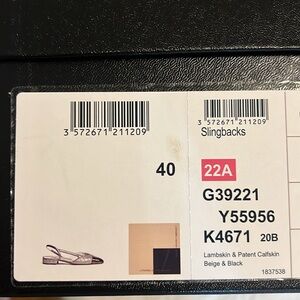 3 572671 211209
40
3 572671 211209
Slingbacks
22A
G39221
Y55956
K4671 20B
Lambskin & Patent Calfskin
Beige & Black
1837538